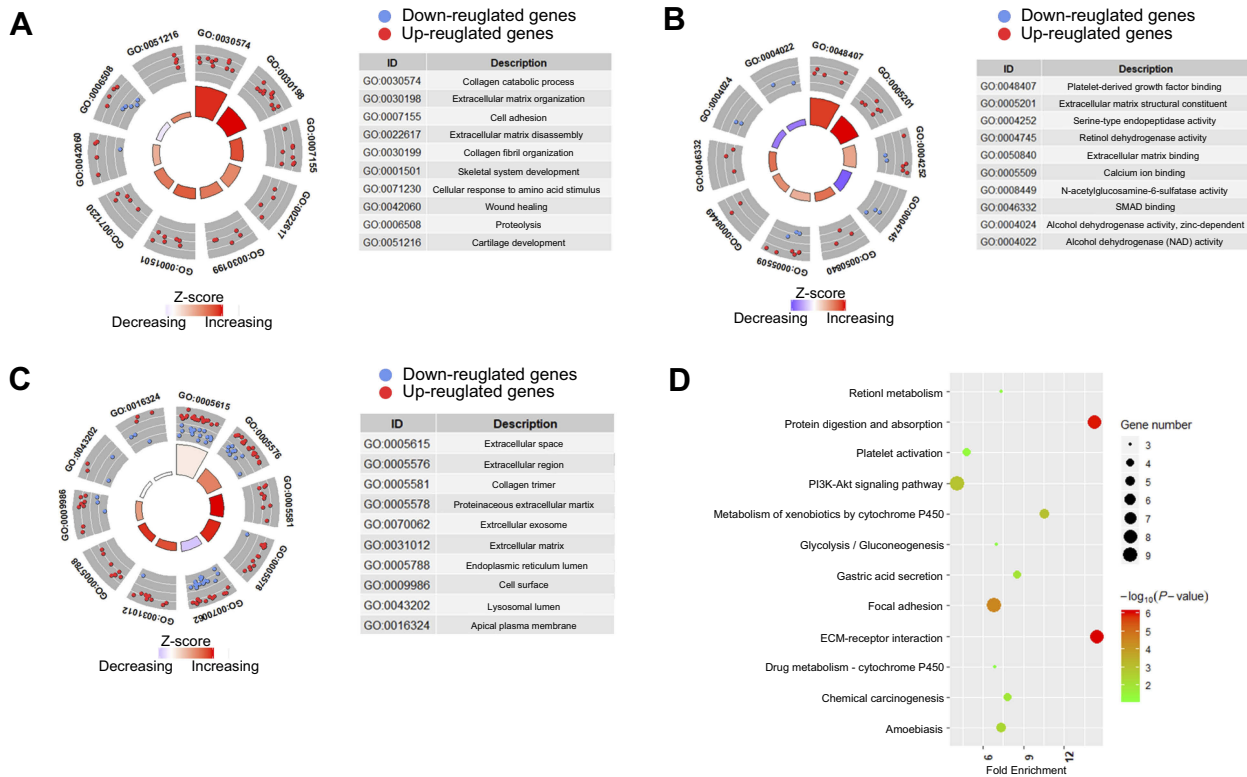 A
Down-reuglated genes
Up-reuglated genes
GO:0051216
GO:0030574
GO:0006508
GO:0030198
GO:0042060
GO:0007155
GO:0071230
GO:0022617
GO:0001501
GO:0030199
ID Description
GO:0030574 Collagen catabolic process
GO:0030198 Extracellular matrix organization
GO:0007155 Cell adhesion
GO:0022617 Extracellular matrix disassembly
GO:0030199 Collagen fibril organization
GO:0001501 Skeletal system development
GO:0071230 Cellular response to amino acid stimulus
GO:0042060 Wound healing
GO:0006508 Proteolysis
GO:0051216 Cartilage development
Z-score
Decreasing Increasing
B
Down-reuglated genes
Up-reuglated genes
GO:0004022
GO:0048407
GO:0004024
GO:0005201
GO:0046332
GO:0004252
GO:0008449
GO:0004745
GO:0005509
GO:0050840
ID Description
GO:0048407 Platelet-derived growth factor binding
GO:0005201 Extracellular matrix structural constituent
GO:0004252 Serine-type endopeptidase activity
GO:0004745 Retinol dehydrogenase activity
GO:0050840 Extracellular matrix binding
GO:0005509 Calcium ion binding
GO:0008449 N-acetylglucosamine-6-sulfatase activity
GO:0046332 SMAD binding
GO:0004024 Alcohol dehydrogenase activity, zinc-dependent
GO:0004022 Alcohol dehydrogenase (NAD) activity
Z-score
Decreasing Increasing
C
Down-reuglated genes
Up-reuglated genes
GO:0016324
GO:0005615
GO:0043202
GO:0005576
GO:0009986
GO:0005581
GO:0005788
GO:0005578
GO:0031012
GO:0070062
ID Description
GO:0005615 Extracellular space
GO:0005576 Extracellular region
GO:0005581 Collagen trimer
GO:0005578 Proteinaceous extracellular martix
GO:0070062 Extrcellular exosome
GO:0031012 Extrcellular matrix
GO:0005788 Endoplasmic reticulum lumen
GO:0009986 Cell surface
GO:0043202 Lysosomal lumen
GO:0016324 Apical plasma membrane
Z-score
Decreasing Increasing
D
Retionl metabolism
Protein digestion and absorption
Platelet activation
PI3K-Akt signaling pathway
Metabolism of xenobiotics by cytochrome P450
Glycolysis / Gluconeogenesis
Gastric acid secretion
Focal adhesion
ECM-receptor interaction
Drug metabolism - cytochrome P450
Chemical carcinogenesis
Amoebiasis
6 9 12
Fold Enrichment
Gene number
3
4
5
6
7
8
9
−log10(P−value)
6
5
4
3
2